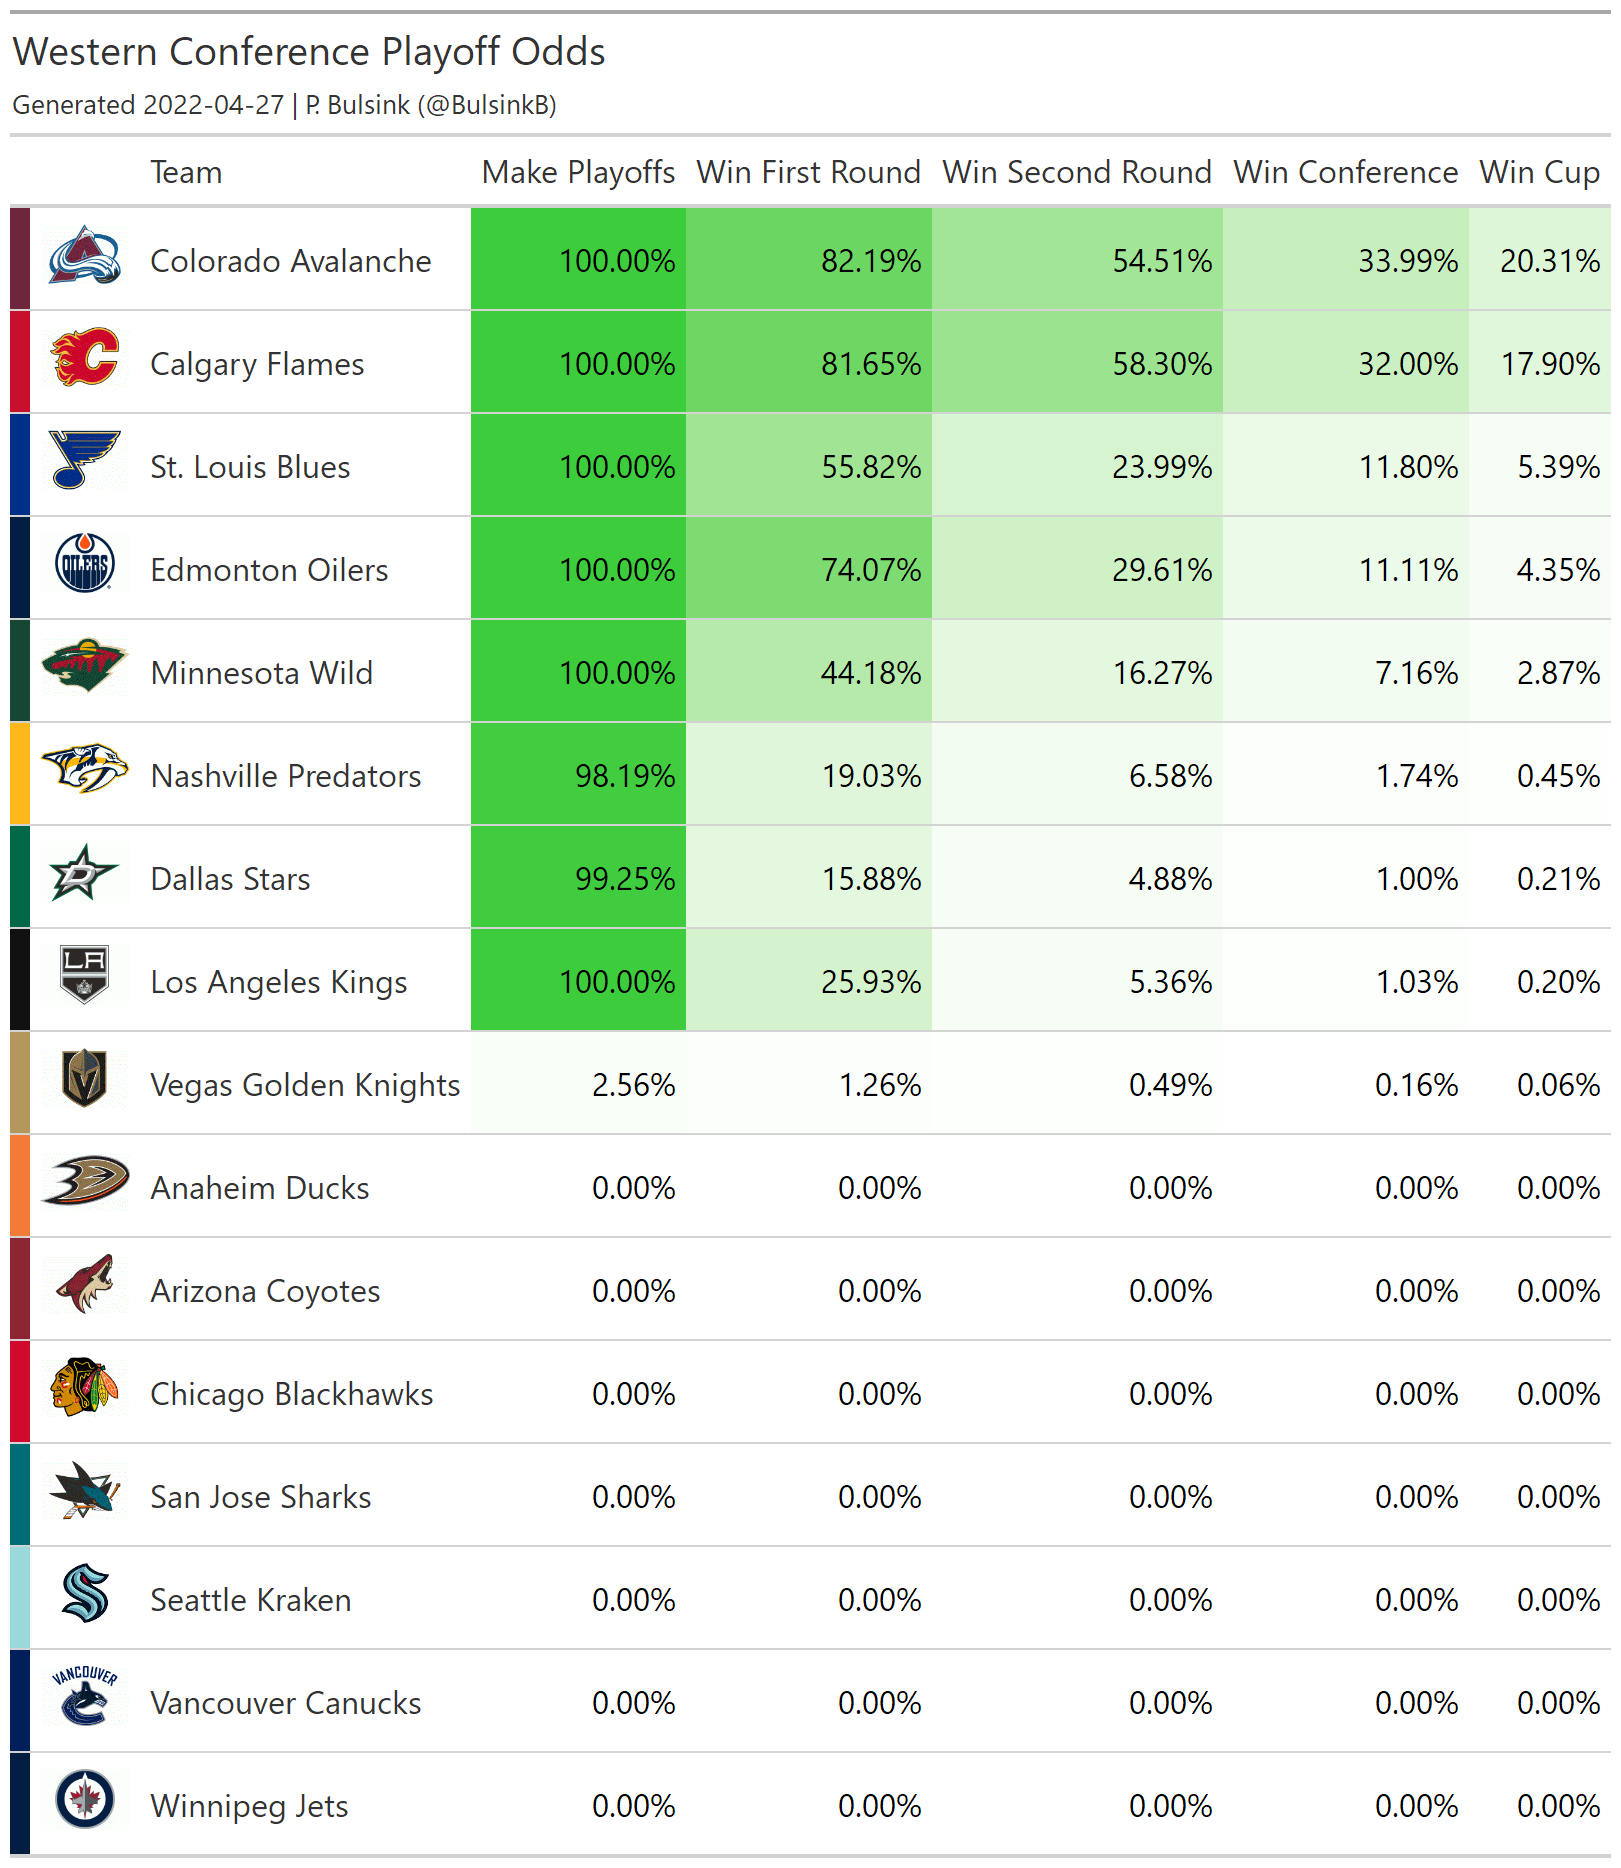 Western Conference Playoff Odds
Generated 2022-04-27 | P. Bulsink (@BulsinkB)
Team Make Playoffs Win First Round Win Second Round Win Conference Win Cup
Colorado Avalanche 100.00% 82.19% 54.51% 33.99% 20.31%
Calgary Flames 100.00% 81.65% 58.30% 32.00% 17.90%
St. Louis Blues 100.00% 55.82% 23.99% 11.80% 5.39%
OILERS Edmonton Oilers 100.00% 74.07% 29.61% 11.11% 4.35%
Minnesota Wild 100.00% 44.18% 16.27% 7.16% 2.87%
Nashville Predators 98.19% 19.03% 6.58% 1.74% 0.45%
D Dallas Stars 99.25% 15.88% 4.88% 1.00% 0.21%
LA Los Angeles Kings 100.00% 25.93% 5.36% 1.03% 0.20%
Vegas Golden Knights 2.56% 1.26% 0.49% 0.16% 0.06%
Anaheim Ducks 0.00% 0.00% 0.00% 0.00% 0.00%
Arizona Coyotes 0.00% 0.00% 0.00% 0.00% 0.00%
Chicago Blackhawks 0.00% 0.00% 0.00% 0.00% 0.00%
San Jose Sharks 0.00% 0.00% 0.00% 0.00% 0.00%
Seattle Kraken 0.00% 0.00% 0.00% 0.00% 0.00%
VANCOUVER Vancouver Canucks 0.00% 0.00% 0.00% 0.00% 0.00%
Winnipeg Jets 0.00% 0.00% 0.00% 0.00% 0.00%